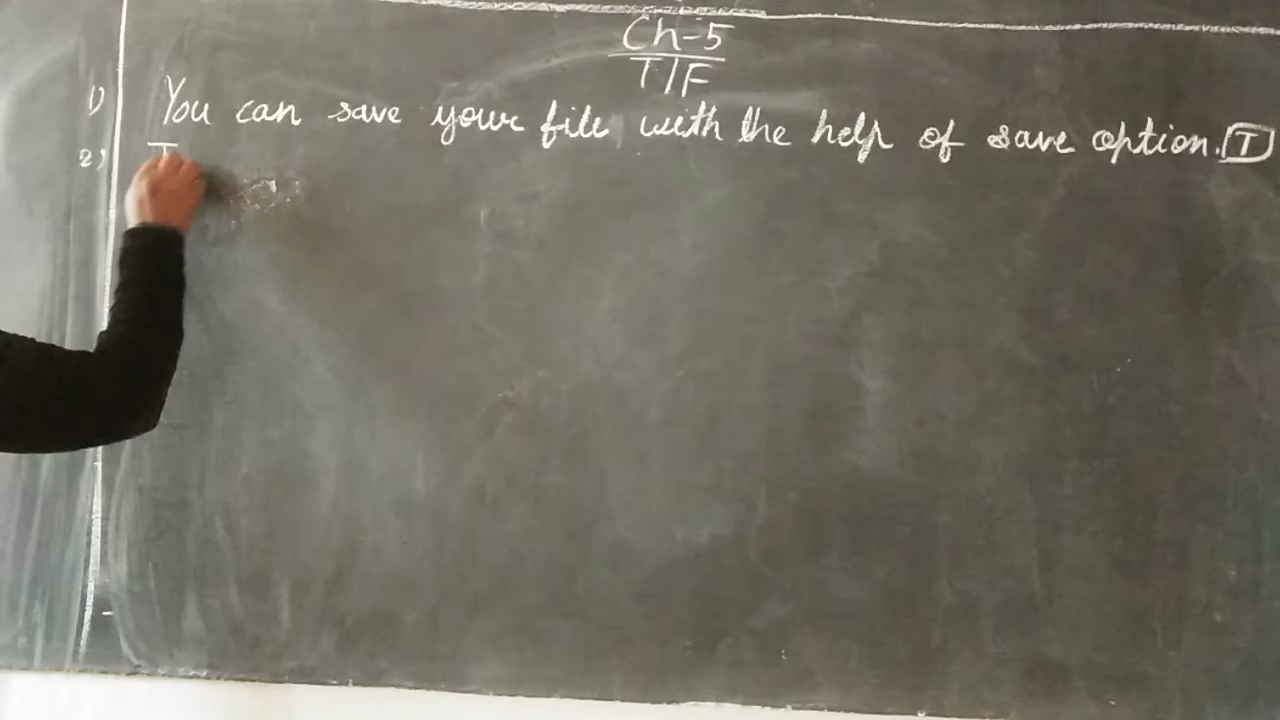 Ch-5
T/F
1) You can save your file with the help of save option. T
2) T